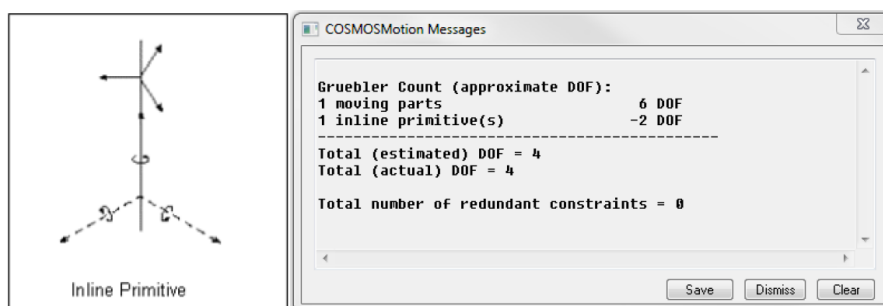 Inline Primitive
COSMOSMotion Messages
Gruebler Count (approximate DOF):
1 moving parts 6 DOF
1 inline primitive(s) -2 DOF
--------------------------------------------------
Total (estimated) DOF = 4
Total (actual) DOF = 4
Total number of redundant constraints = 0
Save Dismiss Clear